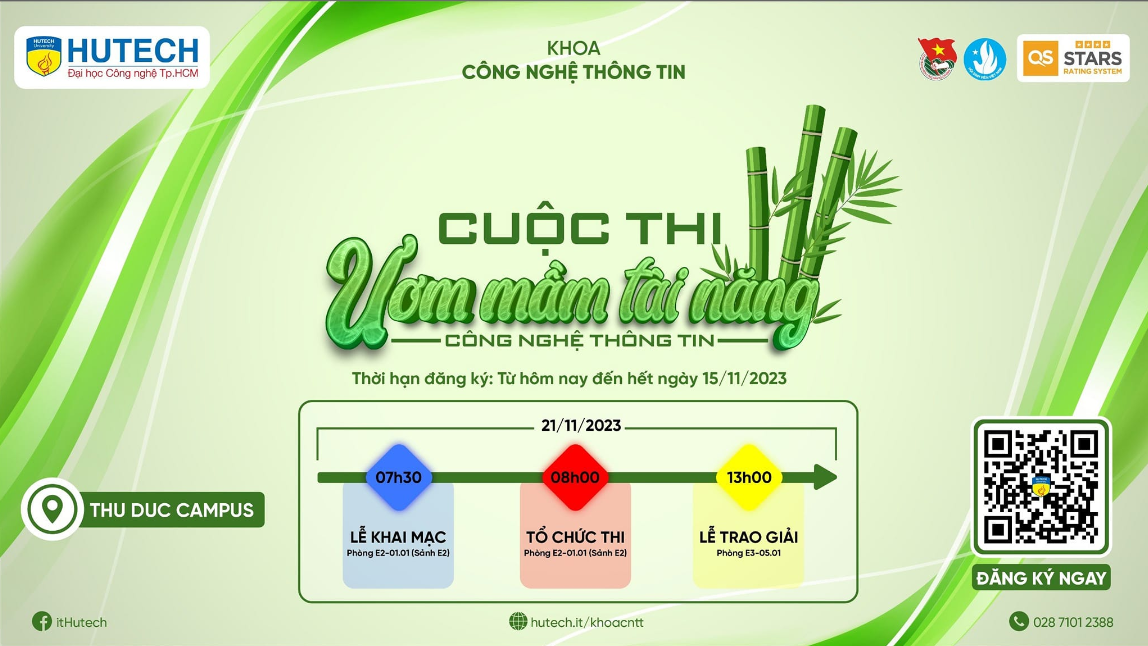 HUTECH
University
HUTECH
Đại học Công nghệ Tp.HCM
KHOA
CÔNG NGHỆ THÔNG TIN
QS STARS
RATING SYSTEM
CUỘC THI
Ươm mầm tài năng
CÔNG NGHỆ THÔNG TIN
Thời hạn đăng ký: Từ hôm nay đến hết ngày 15/11/2023
21/11/2023
07h30
08h00
13h00
LỄ KHAI MẠC
Phòng E2-01.01 (Sảnh E2)
TỔ CHỨC THI
Phòng E2-01.01 (Sảnh E2)
LỄ TRAO GIẢI
Phòng E3-05.01
THU DUC CAMPUS
ĐĂNG KÝ NGAY
itHutech
hutech.it/khoacntt
028 7101 2388